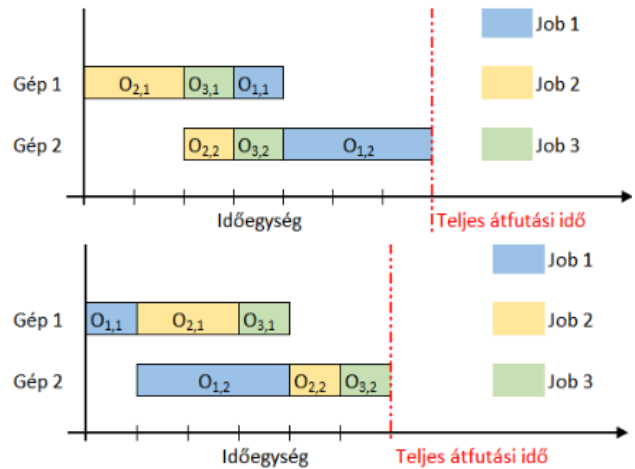 Job 1
Gép 1 O2,1 O3,1 O1,1 Job 2
Gép 2 O2,2 O3,2 O1,2 Job 3
Időegység Teljes átfutási idő
Job 1
Gép 1 O1,1 O2,1 O3,1 Job 2
Gép 2 O1,2 O2,2 O3,2 Job 3
Időegység Teljes átfutási idő